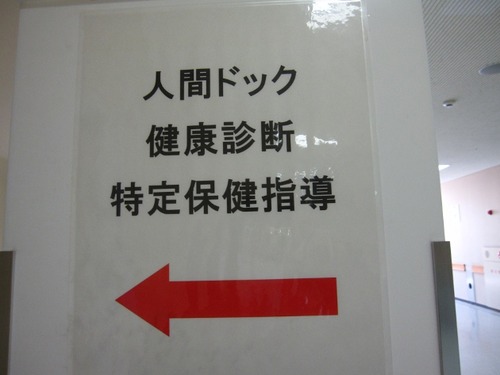 人間ドック
健康診断
特定保健指導